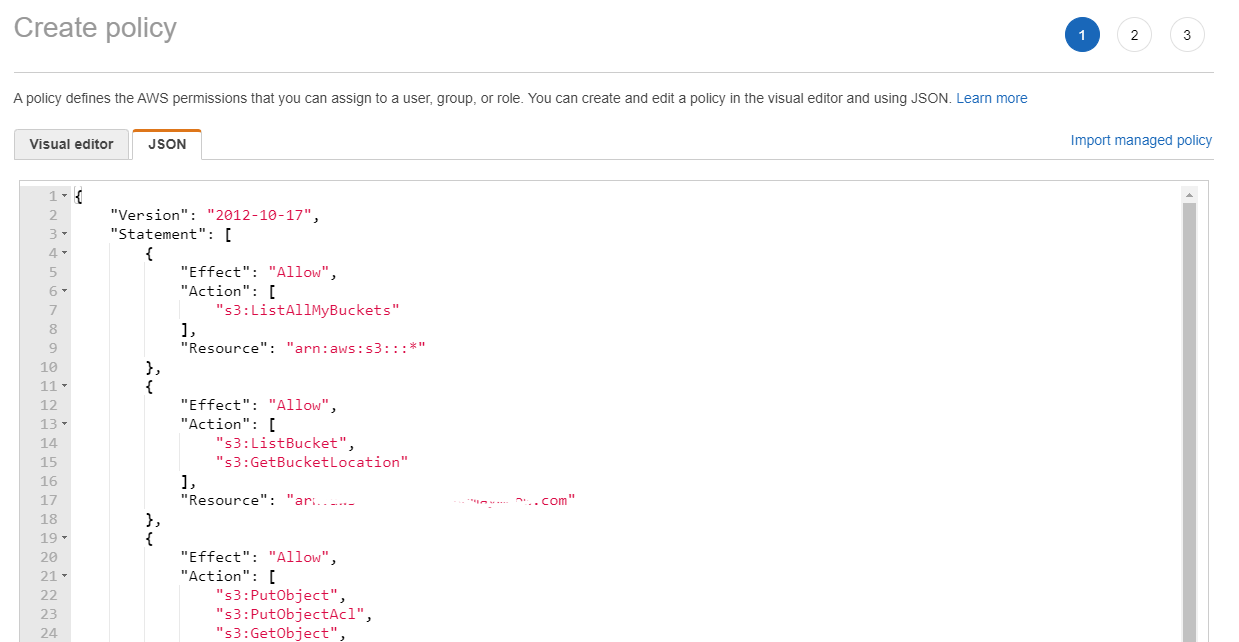 Create policy
1 2 3
A policy defines the AWS permissions that you can assign to a user, group, or role. You can create and edit a policy in the visual editor and using JSON. Learn more
Visual editor JSON Import managed policy
1 {
2 "Version": "2012-10-17",
3 "Statement": [
4 {
5 "Effect": "Allow",
6 "Action": [
7 "s3:ListAllMyBuckets"
8 ],
9 "Resource": "arn:aws:s3:::*"
10 },
11 {
12 "Effect": "Allow",
13 "Action": [
14 "s3:ListBucket",
15 "s3:GetBucketLocation"
16 ],
17 "Resource": .com"
18 },
19 {
20 "Effect": "Allow",
21 "Action": [
22 "s3:PutObject",
23 "s3:PutObjectAcl",
24 "s3:GetObject",